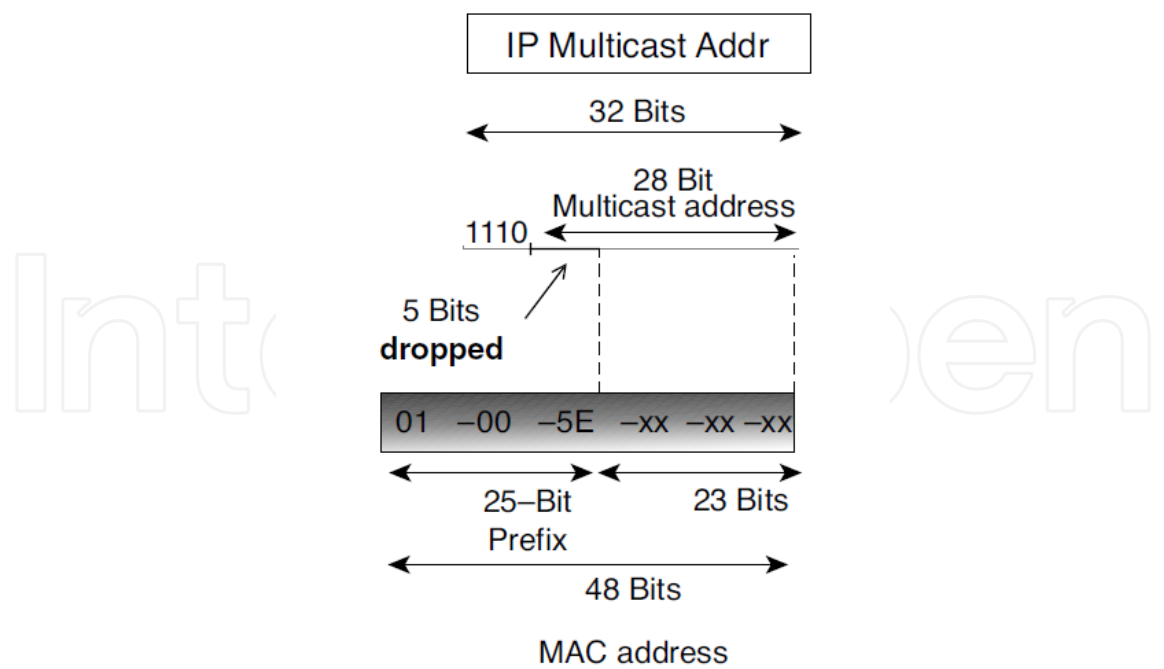 IP Multicast Addr
32 Bits
28 Bit
Multicast address
1110
5 Bits
dropped
01 –00 –5E –xx –xx –xx
25–Bit
Prefix
23 Bits
48 Bits
MAC address